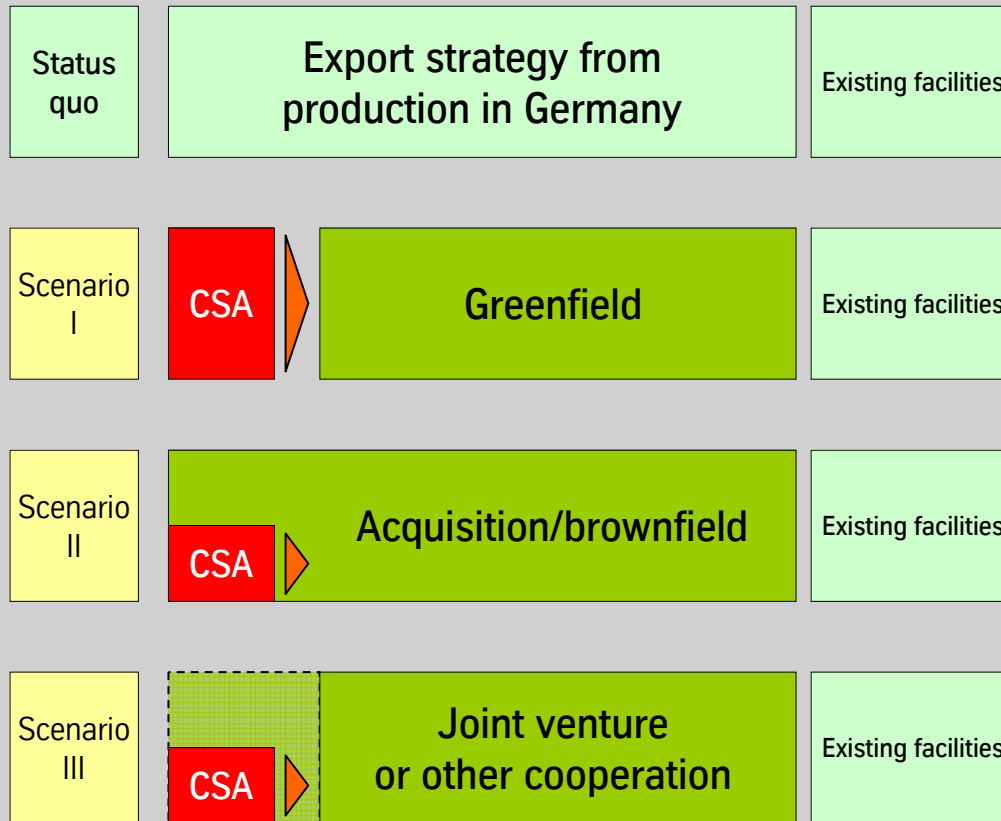 Status
quo
Export strategy from
production in Germany
Existing facilities
Scenario
I
CSA
Greenfield
Existing facilities
Scenario
II
CSA
Acquisition/brownfield
Existing facilities
Scenario
III
CSA
Joint venture
or other cooperation
Existing facilities